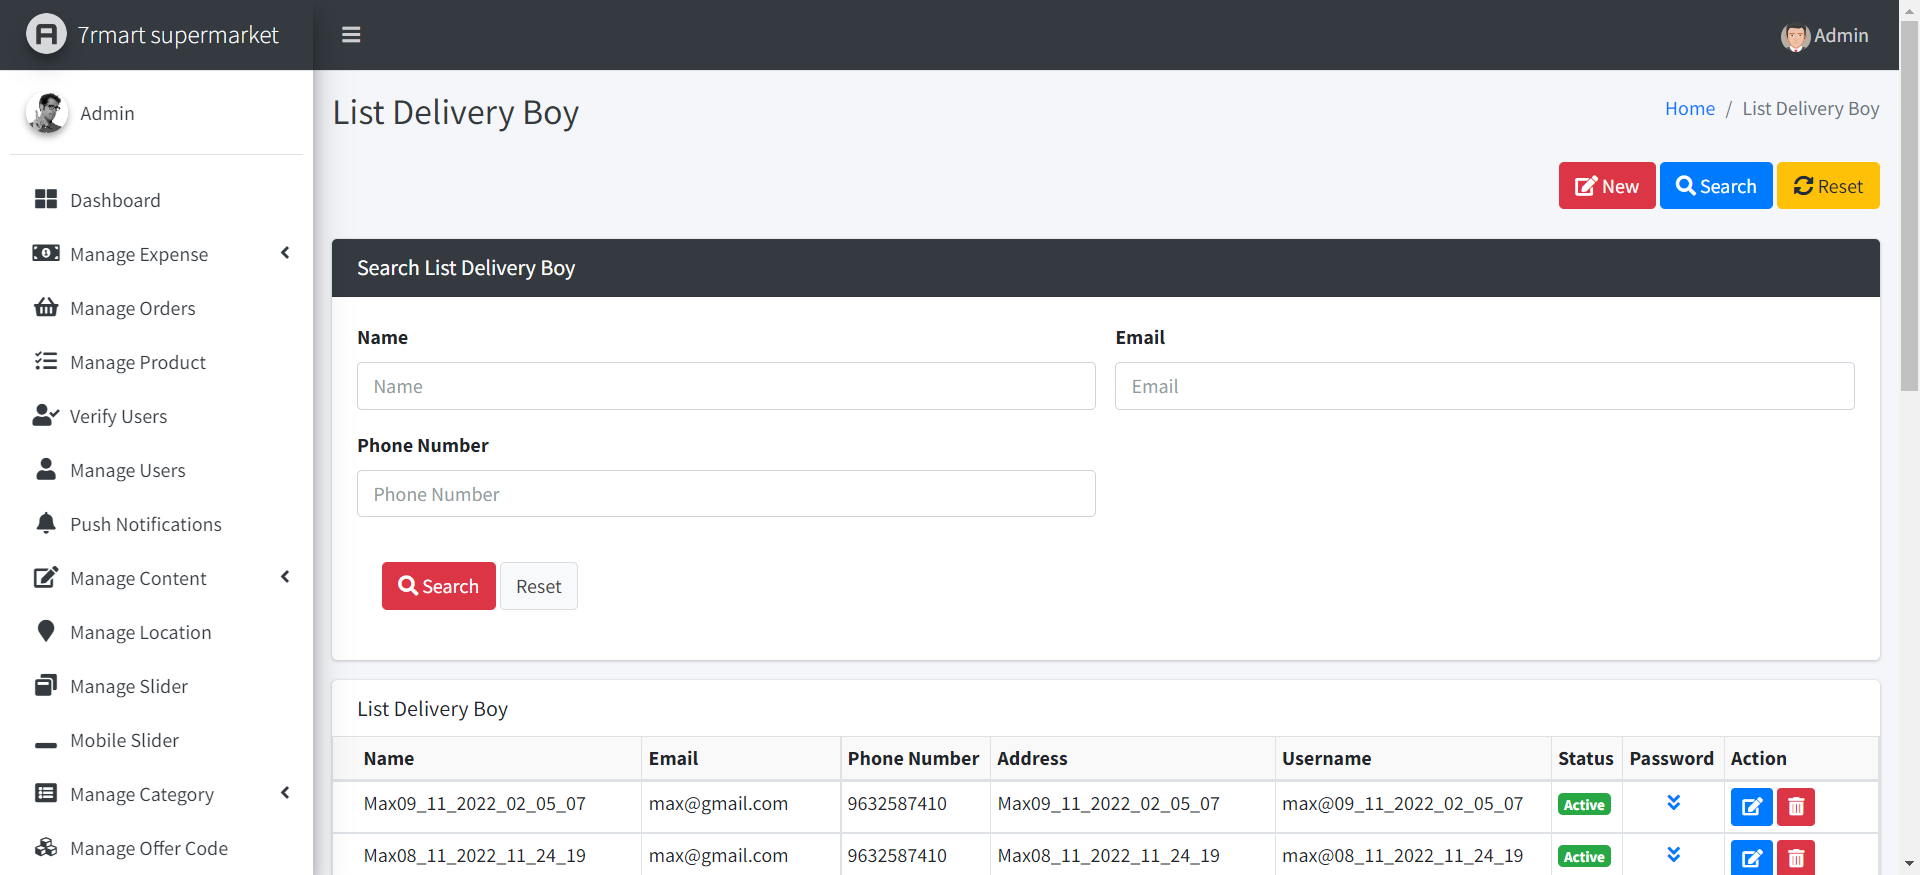 7rmart supermarket
Admin
Admin
Dashboard
Manage Expense
Manage Orders
Manage Product
Verify Users
Manage Users
Push Notifications
Manage Content
Manage Location
Manage Slider
Mobile Slider
Manage Category
Manage Offer Code
List Delivery Boy
Home / List Delivery Boy
New Search Reset
Search List Delivery Boy
Name Email
Name Email
Phone Number
Phone Number
Search Reset
List Delivery Boy
Name Email Phone Number Address Username Status Password Action
Max09_11_2022_02_05_07 max@gmail.com 9632587410 Max09_11_2022_02_05_07 max@09_11_2022_02_05_07 Active
Max08_11_2022_11_24_19 max@gmail.com 9632587410 Max08_11_2022_11_24_19 max@08_11_2022_11_24_19 Active